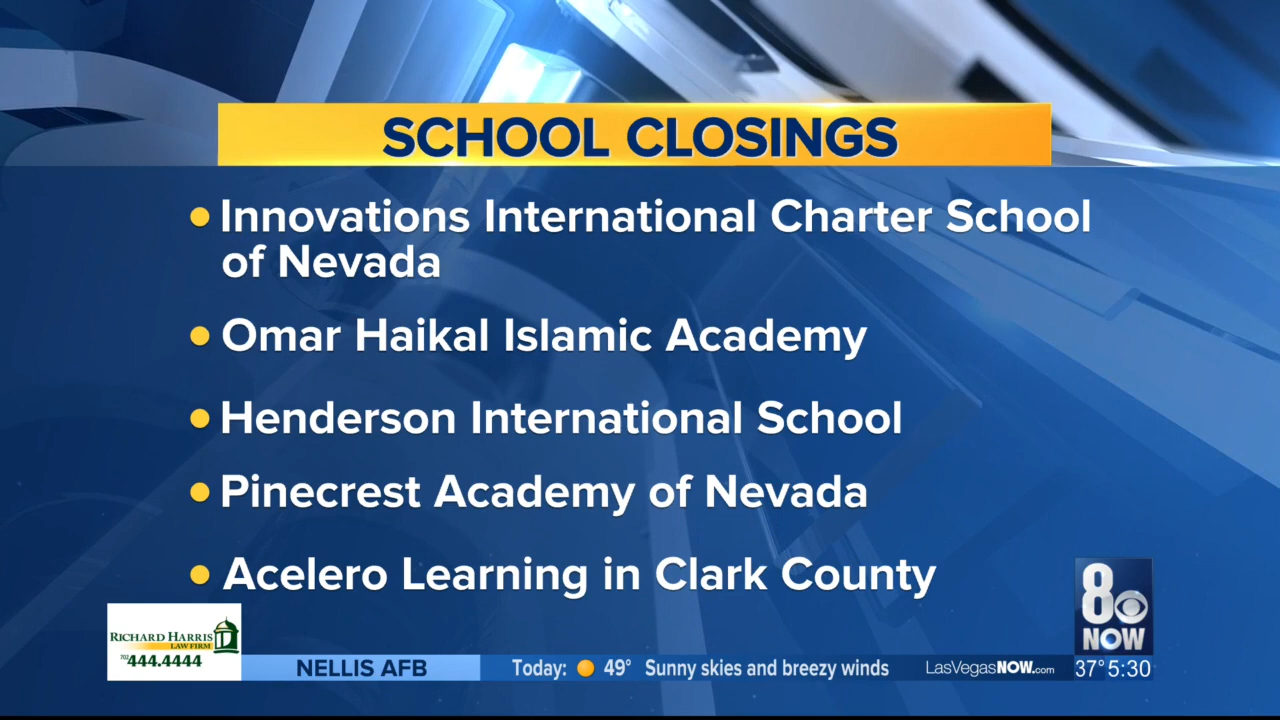 SCHOOL CLOSINGS
Innovations International Charter School
of Nevada
Omar Haikal Islamic Academy
Henderson International School
Pinecrest Academy of Nevada
Acelero Learning in Clark County
RICHARD HARRIS
LAW FIRM
702 444.4444
NELLIS AFB
Today: 49° Sunny skies and breezy winds
LasVegasNOW.com
8
NOW
37° 5:30